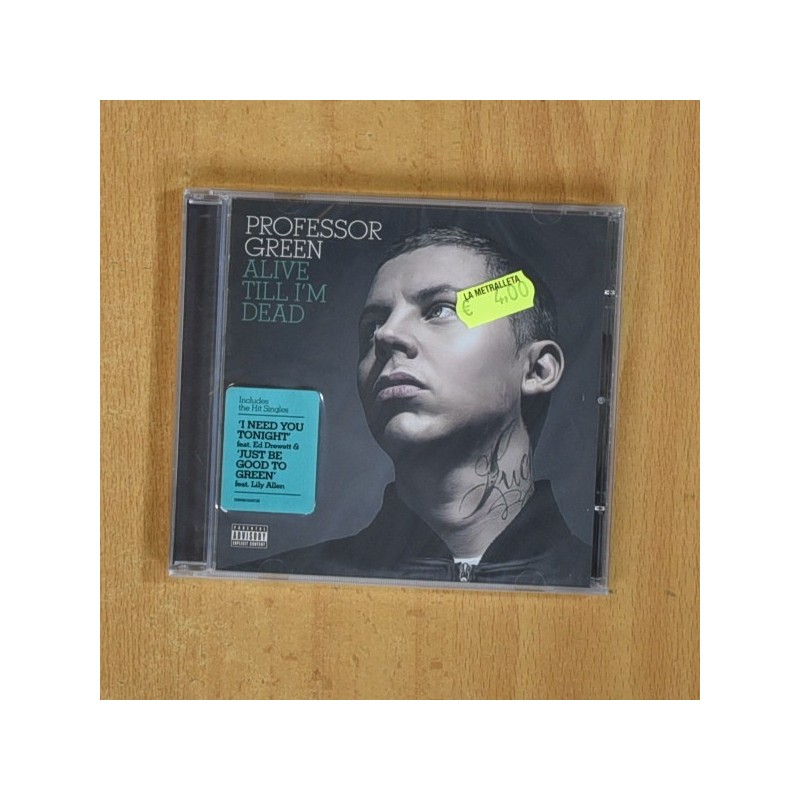 PROFESSOR
GREEN
ALIVE
TILL I'M
DEAD
LA METRALLETA
€ 4,00
Includes
the Hit Singles
'I NEED YOU
TONIGHT'
feat. Ed Drewett &
'JUST BE
GOOD TO
GREEN'
feat. Lily Allen
PARENTAL
ADVISORY
EXPLICIT CONTENT